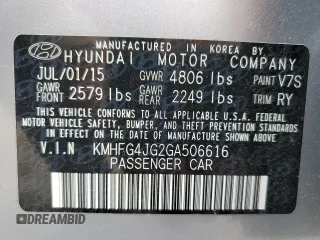 MANUFACTURED IN KOREA BY
HYUNDAI MOTOR COMPANY
JUL/01/15 GVWR 4806 lbs PAINT V7S
GAWR FRT 2579 lbs GAWR RR 2249 lbs TRIM RY
THIS VEHICLE CONFORMS TO ALL APPLICABLE FEDERAL MOTOR VEHICLE
SAFETY, BUMPER, AND THEFT PREVENTION STANDARDS IN EFFECT ON
THE DATE OF MANUFACTURE SHOWN ABOVE.
V.I.N KMHFG4JG2GA506616
PASSENGER CAR
DREAMBID